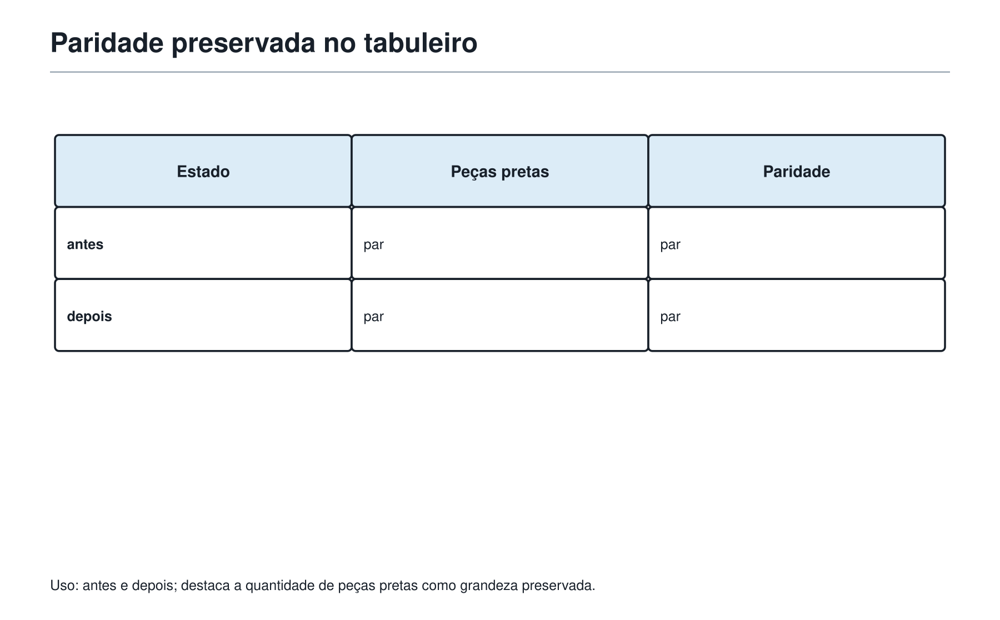 Paridade preservada no tabuleiro
Estado Peças pretas Paridade
antes par par
depois par par
Uso: antes e depois; destaca a quantidade de peças pretas como grandeza preservada.